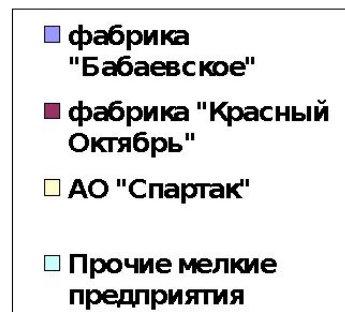 фабрика
"Бабаевское"
фабрика "Красный
Октябрь"
АО "Спартак"
Прочие мелкие
предприятия